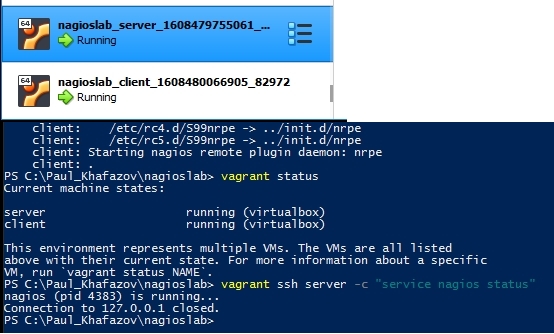 64
nagioslab_server_1608479755061_...
Running
64
nagioslab_client_1608480066905_82972
Running
client: /etc/rc4.d/S99nrpe -> ../init.d/nrpe
client: /etc/rc5.d/S99nrpe -> ../init.d/nrpe
client: Starting nagios remote plugin daemon: nrpe
client: .
PS C:\Paul_Khafazov\nagioslab> vagrant status
Current machine states:
server running (virtualbox)
client running (virtualbox)
This environment represents multiple VMs. The VMs are all listed
above with their current state. For more information about a specific
VM, run `vagrant status NAME`.
PS C:\Paul_Khafazov\nagioslab> vagrant ssh server -c "service nagios status"
nagios (pid 4383) is running...
Connection to 127.0.0.1 closed.
PS C:\Paul_Khafazov\nagioslab>